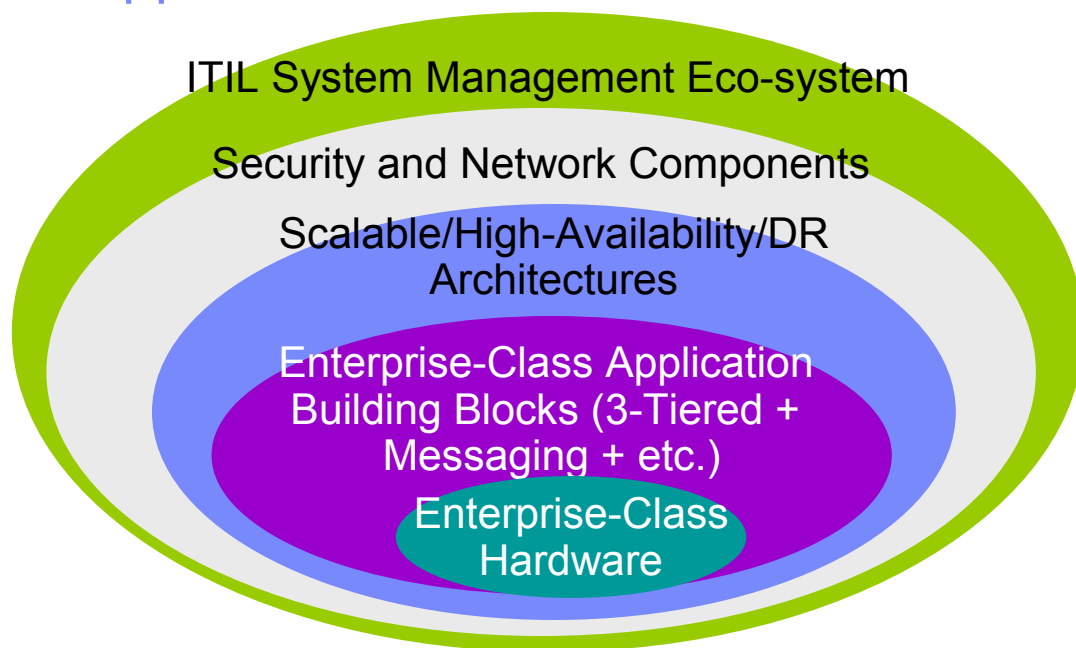 ITIL System Management Eco-system
Security and Network Components
Scalable/High-Availability/DR
Architectures
Enterprise-Class Application
Building Blocks (3-Tiered +
Messaging + etc.)
Enterprise-Class
Hardware